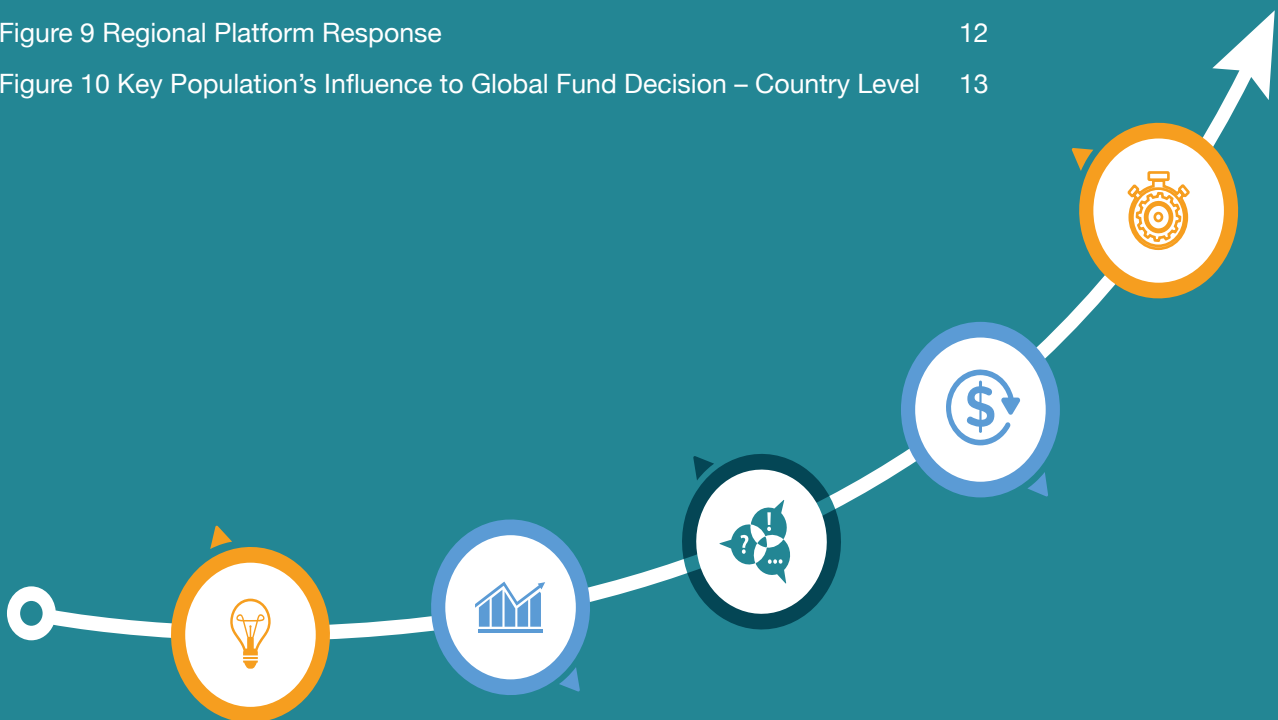 Figure 9 Regional Platform Response 12
Figure 10 Key Population's Influence to Global Fund Decision – Country Level 13
$
!
?
...